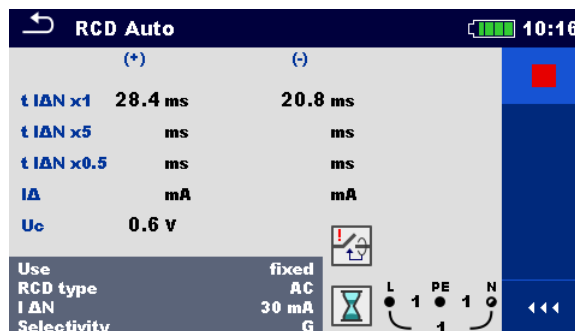 RCD Auto 10:16
(+) (-)
t IΔN x1 28.4 ms 20.8 ms
t IΔN x5 ms ms
t IΔN x0.5 ms ms
IΔ mA mA
Uc 0.6 V
!
Use fixed
RCD type AC
I ΔN 30 mA
Selectivity G
L PE N
1 1
1